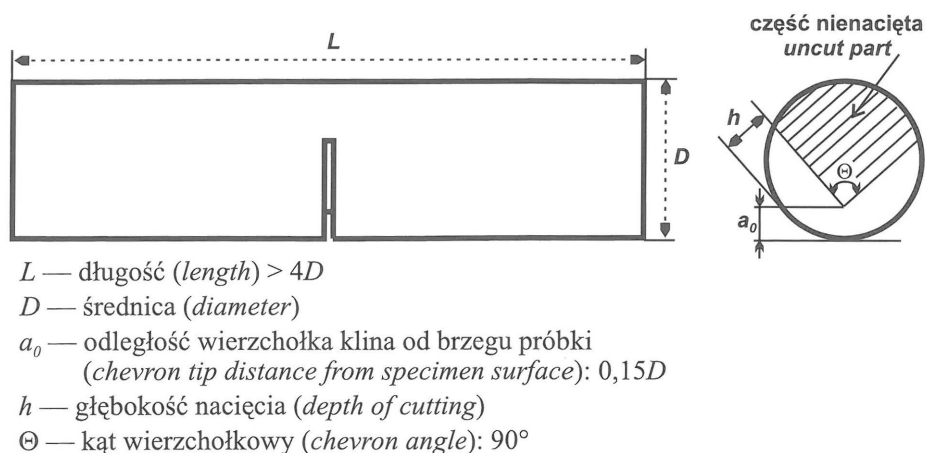 część nienacięta
uncut part
L
h
D
Θ
a₀
L — długość (length) > 4D
D — średnica (diameter)
a₀ — odległość wierzchołka klina od brzegu próbki
(chevron tip distance from specimen surface): 0,15D
h — głębokość nacięcia (depth of cutting)
Θ — kąt wierzchołkowy (chevron angle): 90°